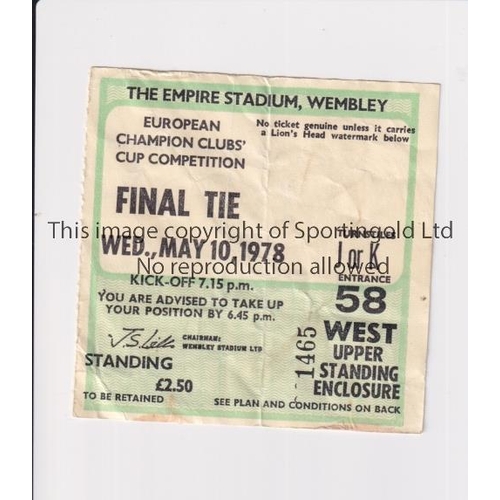 THE EMPIRE STADIUM, WEMBLEY
EUROPEAN
CHAMPION CLUBS'
CUP COMPETITION
No ticket genuine unless it carries
a Lion's Head watermark below
FINAL TIE
This image copyright of Sportingold Ltd
TURNSTILES
WED., MAY 10, 1978
J or K
No reproduction allowed
ENTRANCE
KICK-OFF 7.15 p.m.
58
YOU ARE ADVISED TO TAKE UP
YOUR POSITION BY 6.45 p.m.
WEST
UPPER
STANDING
ENCLOSURE
1465
CHAIRMAN:
WEMBLEY STADIUM LTD
STANDING
£2.50
TO BE RETAINED
SEE PLAN AND CONDITIONS ON BACK